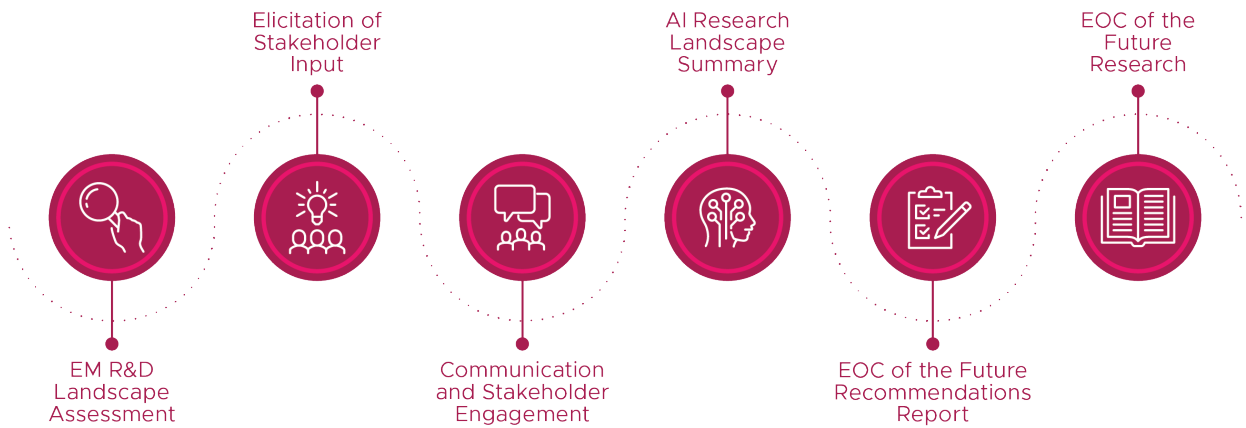 EM R&D
Landscape
Assessment
Elicitation of
Stakeholder
Input
Communication
and Stakeholder
Engagement
AI Research
Landscape
Summary
EOC of the Future
Recommendations
Report
EOC of the
Future
Research